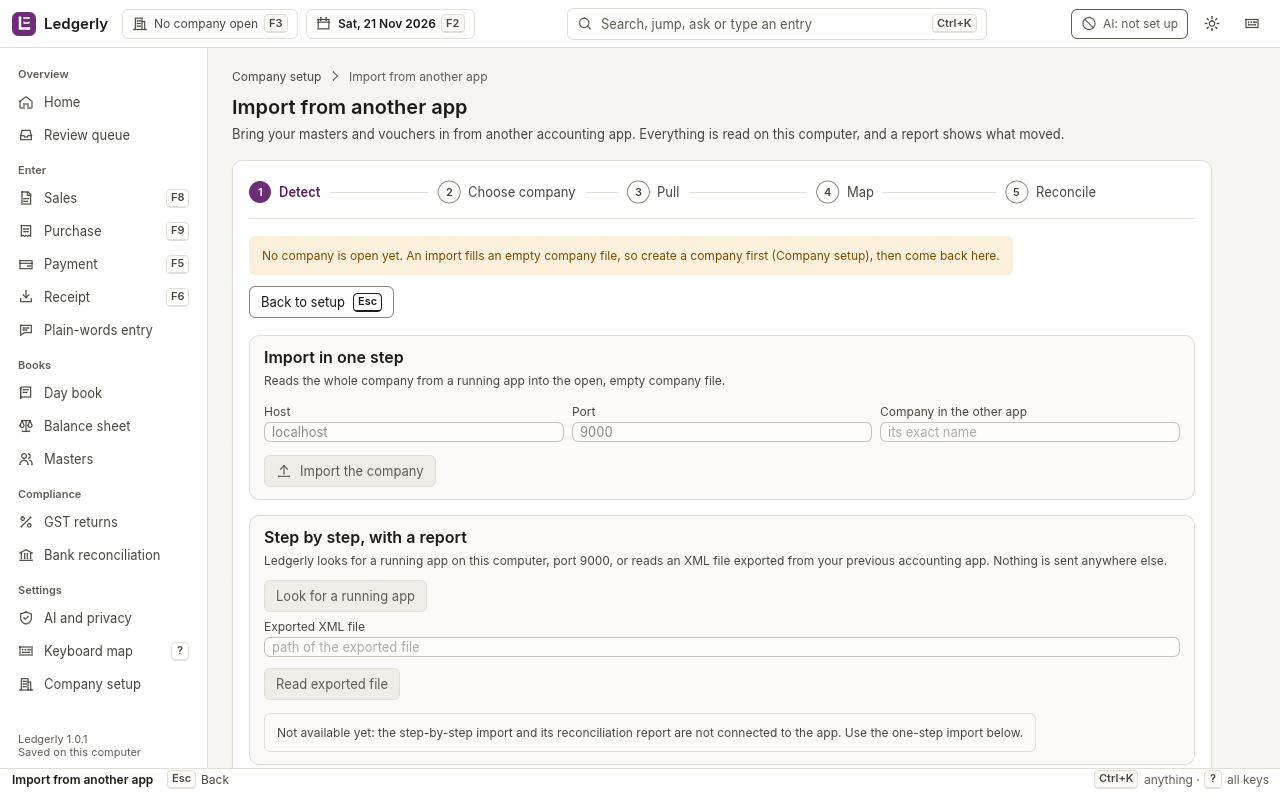 Ledgerly
No company open F3
Sat, 21 Nov 2026 F2
Search, jump, ask or type an entry Ctrl+K
AI: not set up
Overview
Home
Review queue
Enter
Sales F8
Purchase F9
Payment F5
Receipt F6
Plain-words entry
Books
Day book
Balance sheet
Masters
Compliance
GST returns
Bank reconciliation
Settings
AI and privacy
Keyboard map ?
Company setup
Ledgerly 1.0.1
Saved on this computer
Company setup > Import from another app
Import from another app
Bring your masters and vouchers in from another accounting app. Everything is read on this computer, and a report shows what moved.
1 Detect 2 Choose company 3 Pull 4 Map 5 Reconcile
No company is open yet. An import fills an empty company file, so create a company first (Company setup), then come back here.
Back to setup Esc
Import in one step
Reads the whole company from a running app into the open, empty company file.
Host Port Company in the other app
localhost 9000 its exact name
Import the company
Step by step, with a report
Ledgerly looks for a running app on this computer, port 9000, or reads an XML file exported from your previous accounting app. Nothing is sent anywhere else.
Look for a running app
Exported XML file
path of the exported file
Read exported file
Not available yet: the step-by-step import and its reconciliation report are not connected to the app. Use the one-step import below.
Import from another app Esc Back
Ctrl+K anything · ? all keys